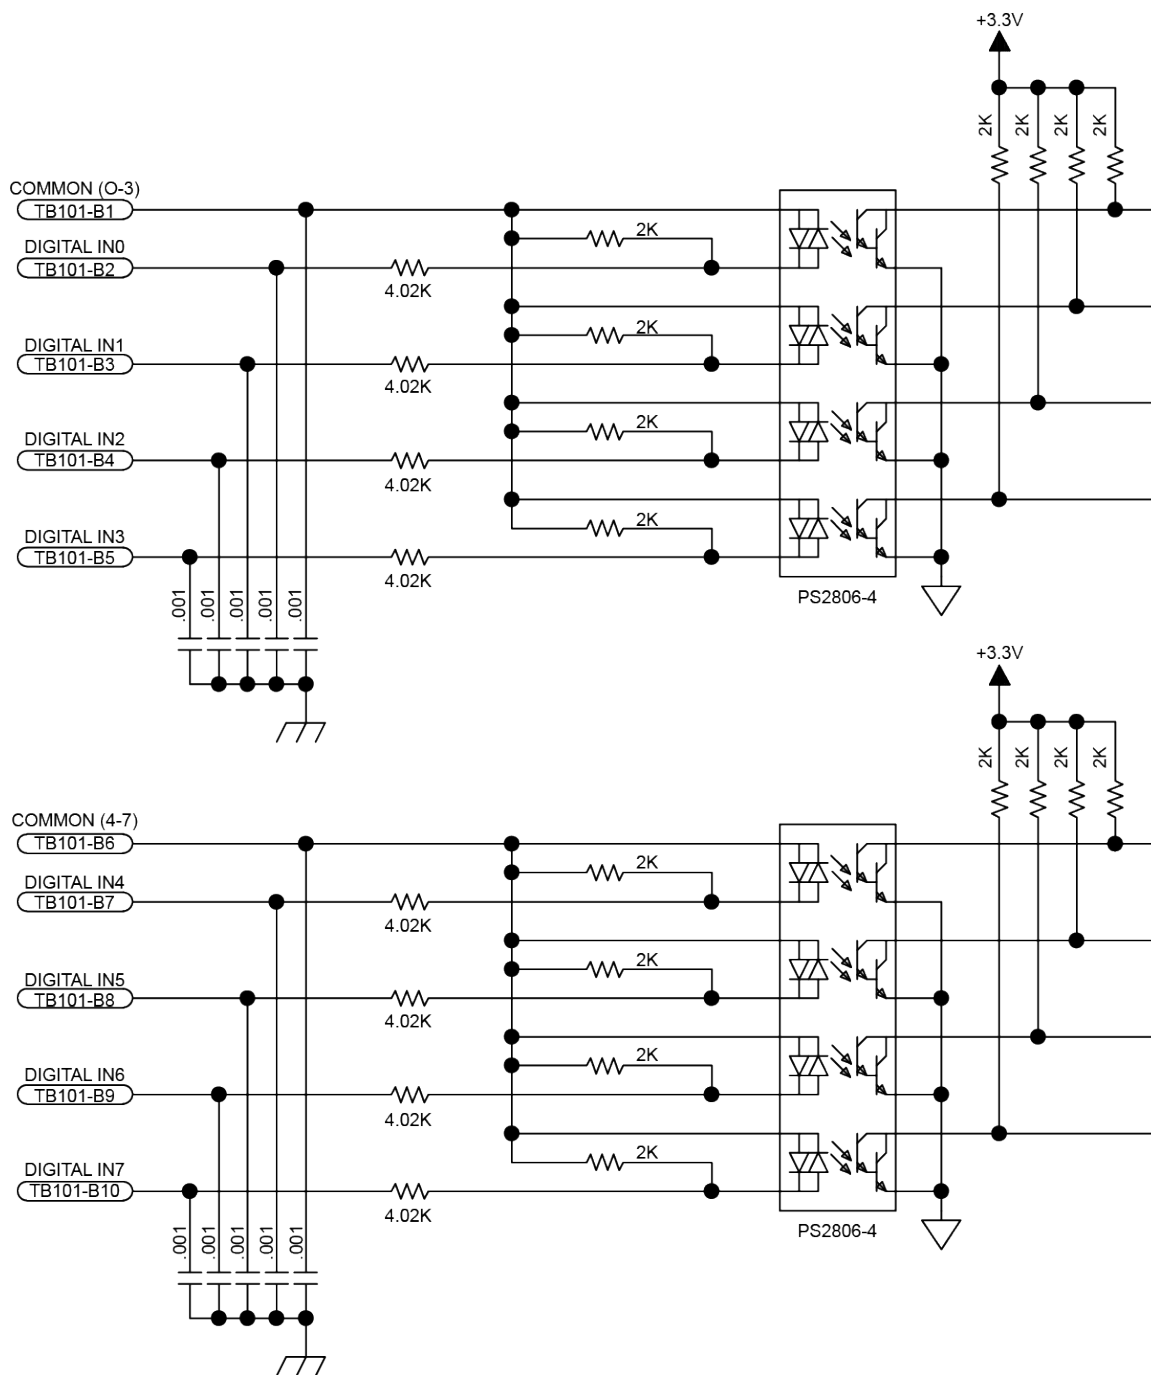 +3.3V
2K
2K
2K
2K
COMMON (O-3)
TB101-B1
DIGITAL IN0
TB101-B2
2K
4.02K
DIGITAL IN1
TB101-B3
2K
4.02K
DIGITAL IN2
TB101-B4
2K
4.02K
DIGITAL IN3
TB101-B5
2K
4.02K
PS2806-4
.001
.001
.001
.001
.001
+3.3V
2K
2K
2K
2K
COMMON (4-7)
TB101-B6
DIGITAL IN4
TB101-B7
2K
4.02K
DIGITAL IN5
TB101-B8
2K
4.02K
DIGITAL IN6
TB101-B9
2K
4.02K
DIGITAL IN7
TB101-B10
2K
4.02K
PS2806-4
.001
.001
.001
.001
.001